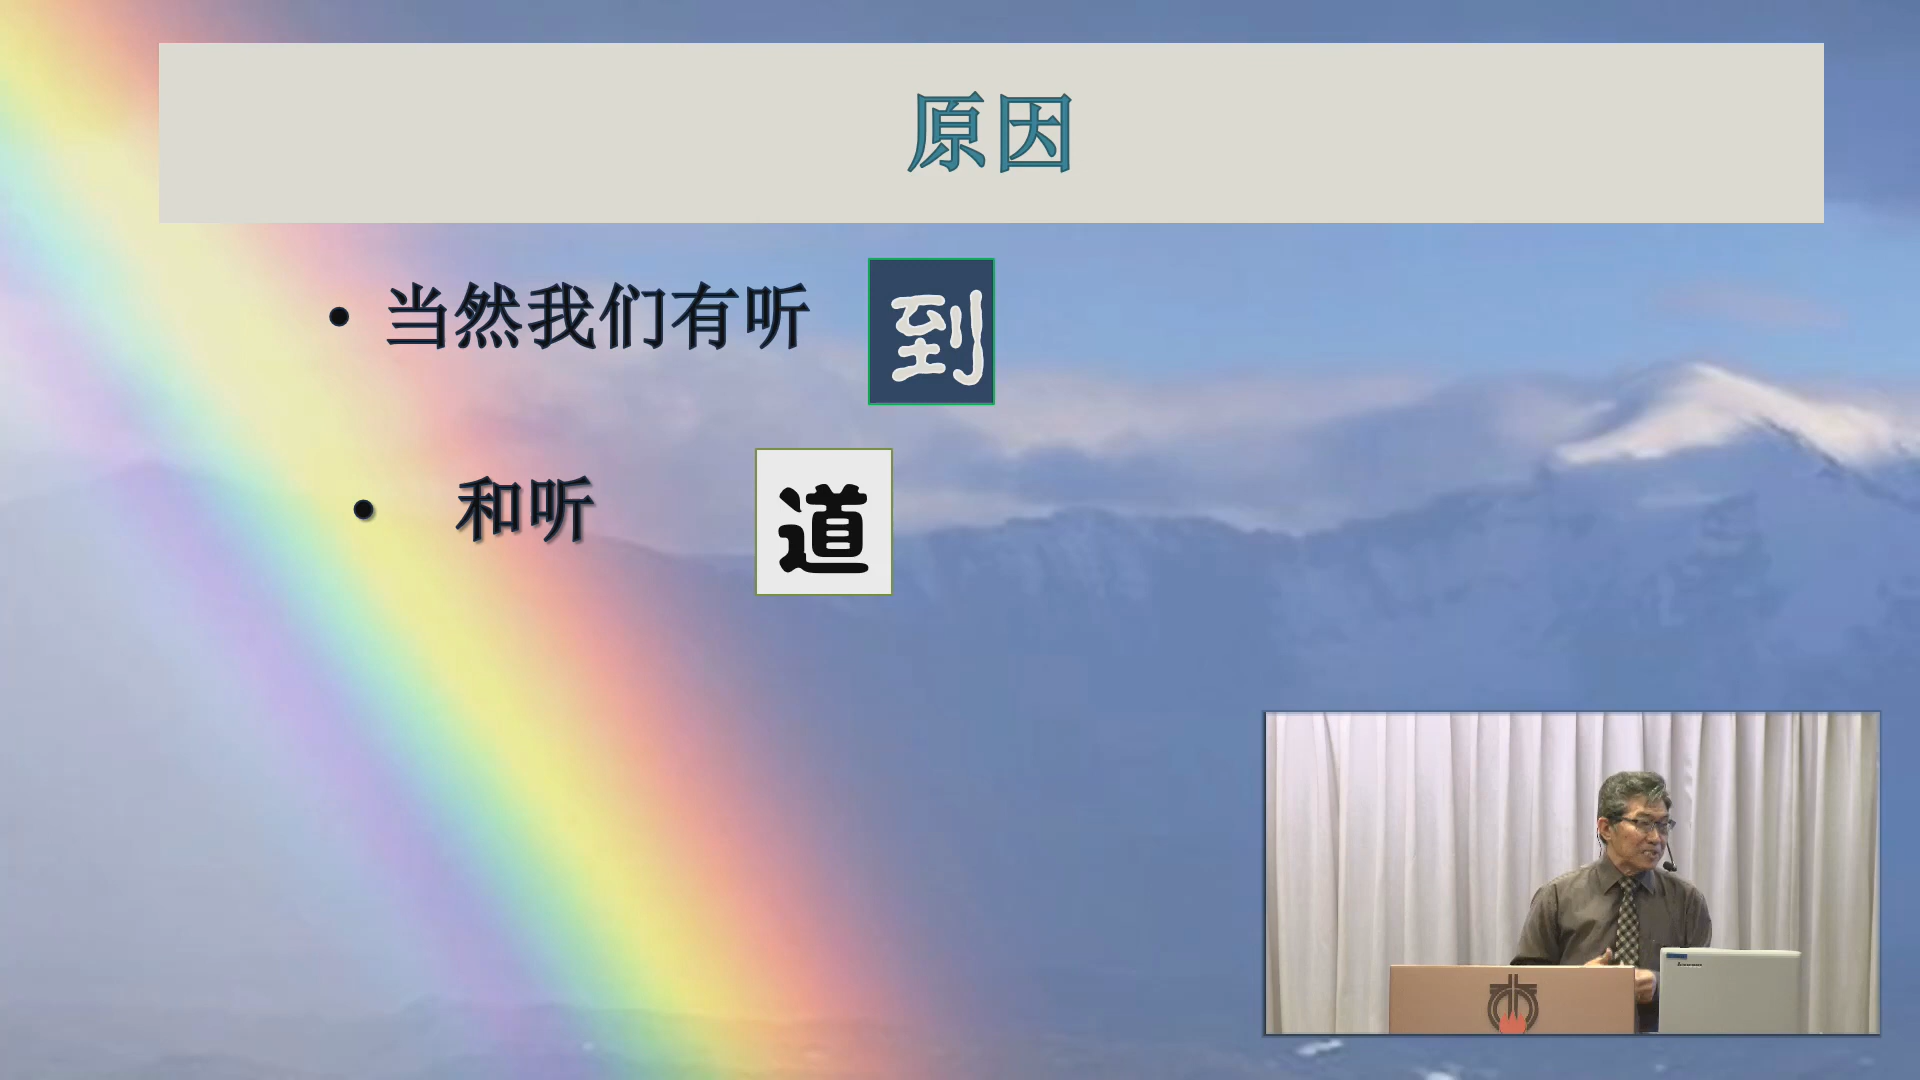 原因
• 当然我们有听 到
• 和听 道